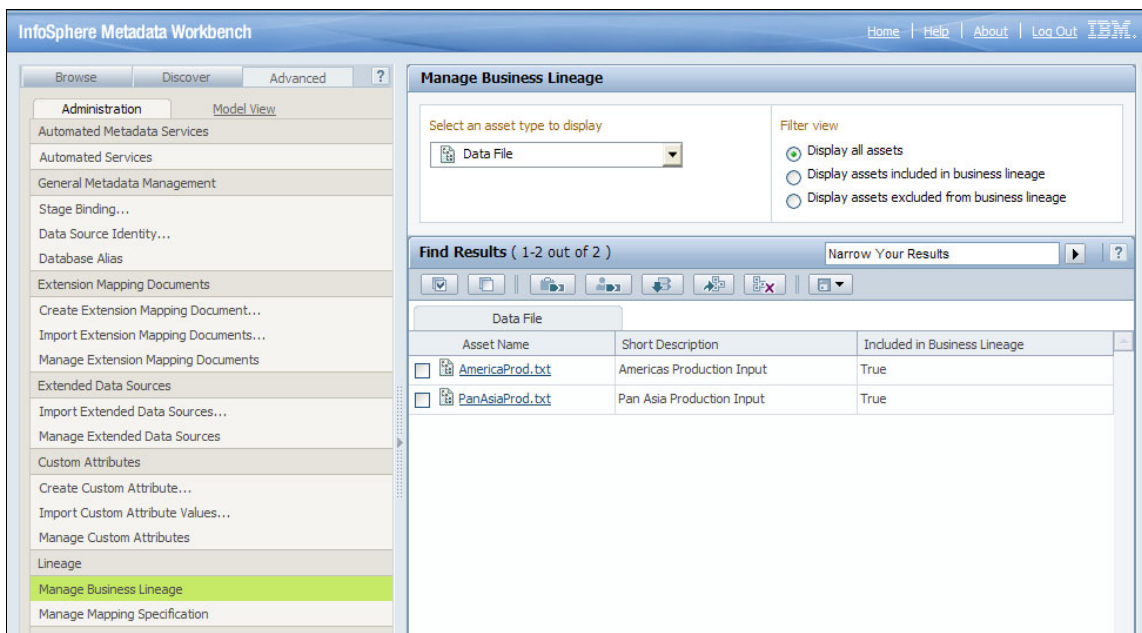 InfoSphere Metadata Workbench
Home | Help | About | Log Out IBM.
Browse Discover Advanced ?
Administration Model View
Automated Metadata Services
Automated Services
General Metadata Management
Stage Binding...
Data Source Identity...
Database Alias
Extension Mapping Documents
Create Extension Mapping Document...
Import Extension Mapping Documents...
Manage Extension Mapping Documents
Extended Data Sources
Import Extended Data Sources...
Manage Extended Data Sources
Custom Attributes
Create Custom Attribute...
Import Custom Attribute Values...
Manage Custom Attributes
Lineage
Manage Business Lineage
Manage Mapping Specification
Manage Business Lineage
Select an asset type to display
Data File
Filter view
Display all assets
Display assets included in business lineage
Display assets excluded from business lineage
Find Results ( 1-2 out of 2 ) Narrow Your Results ?
Data File
Asset Name Short Description Included in Business Lineage
AmericaProd.txt Americas Production Input True
PanAsiaProd.txt Pan Asia Production Input True